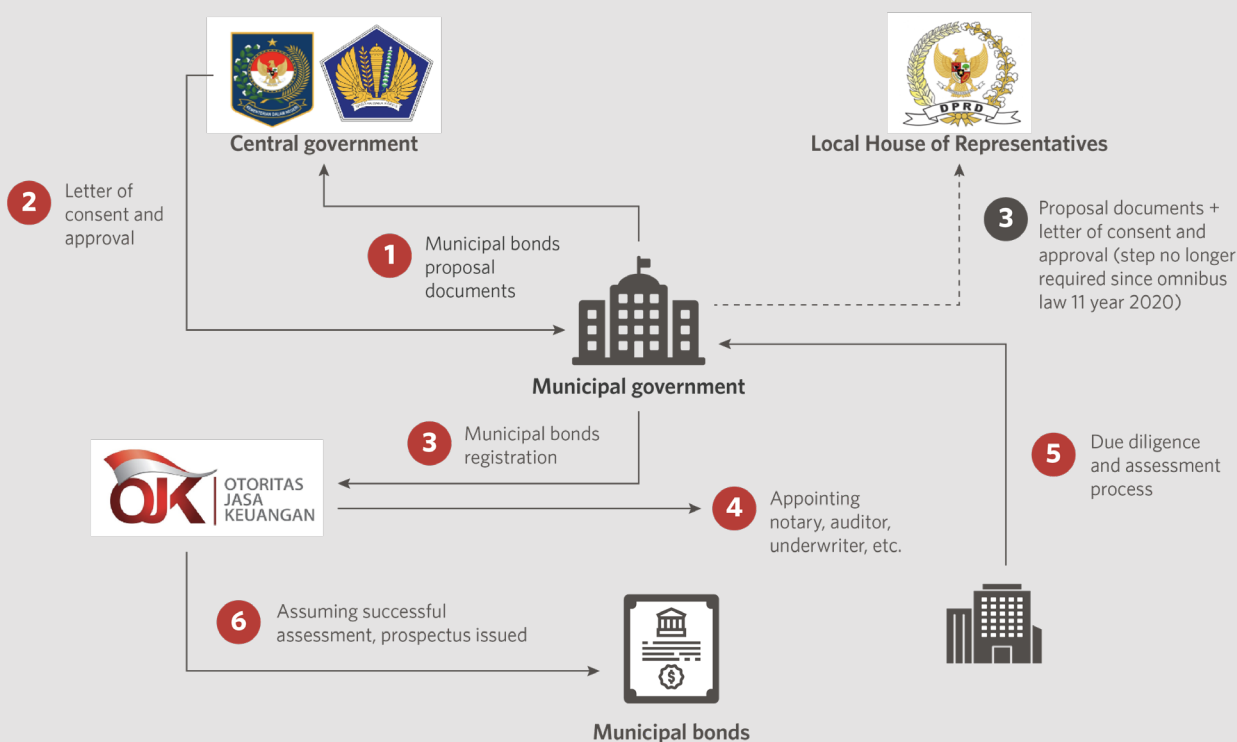 KEMENTERIAN DALAM NEGERI
Central government
DPRD
Local House of Representatives
2
Letter of
consent and
approval
1
Municipal bonds
proposal
documents
3
Proposal documents +
letter of consent and
approval (step no longer
required since omnibus
law 11 year 2020)
Municipal government
OJK
OTORITAS
JASA
KEUANGAN
3
Municipal bonds
registration
4
Appointing
notary, auditor,
underwriter, etc.
5
Due diligence
and assessment
process
6
Assuming successful
assessment, prospectus issued
$
Municipal bonds